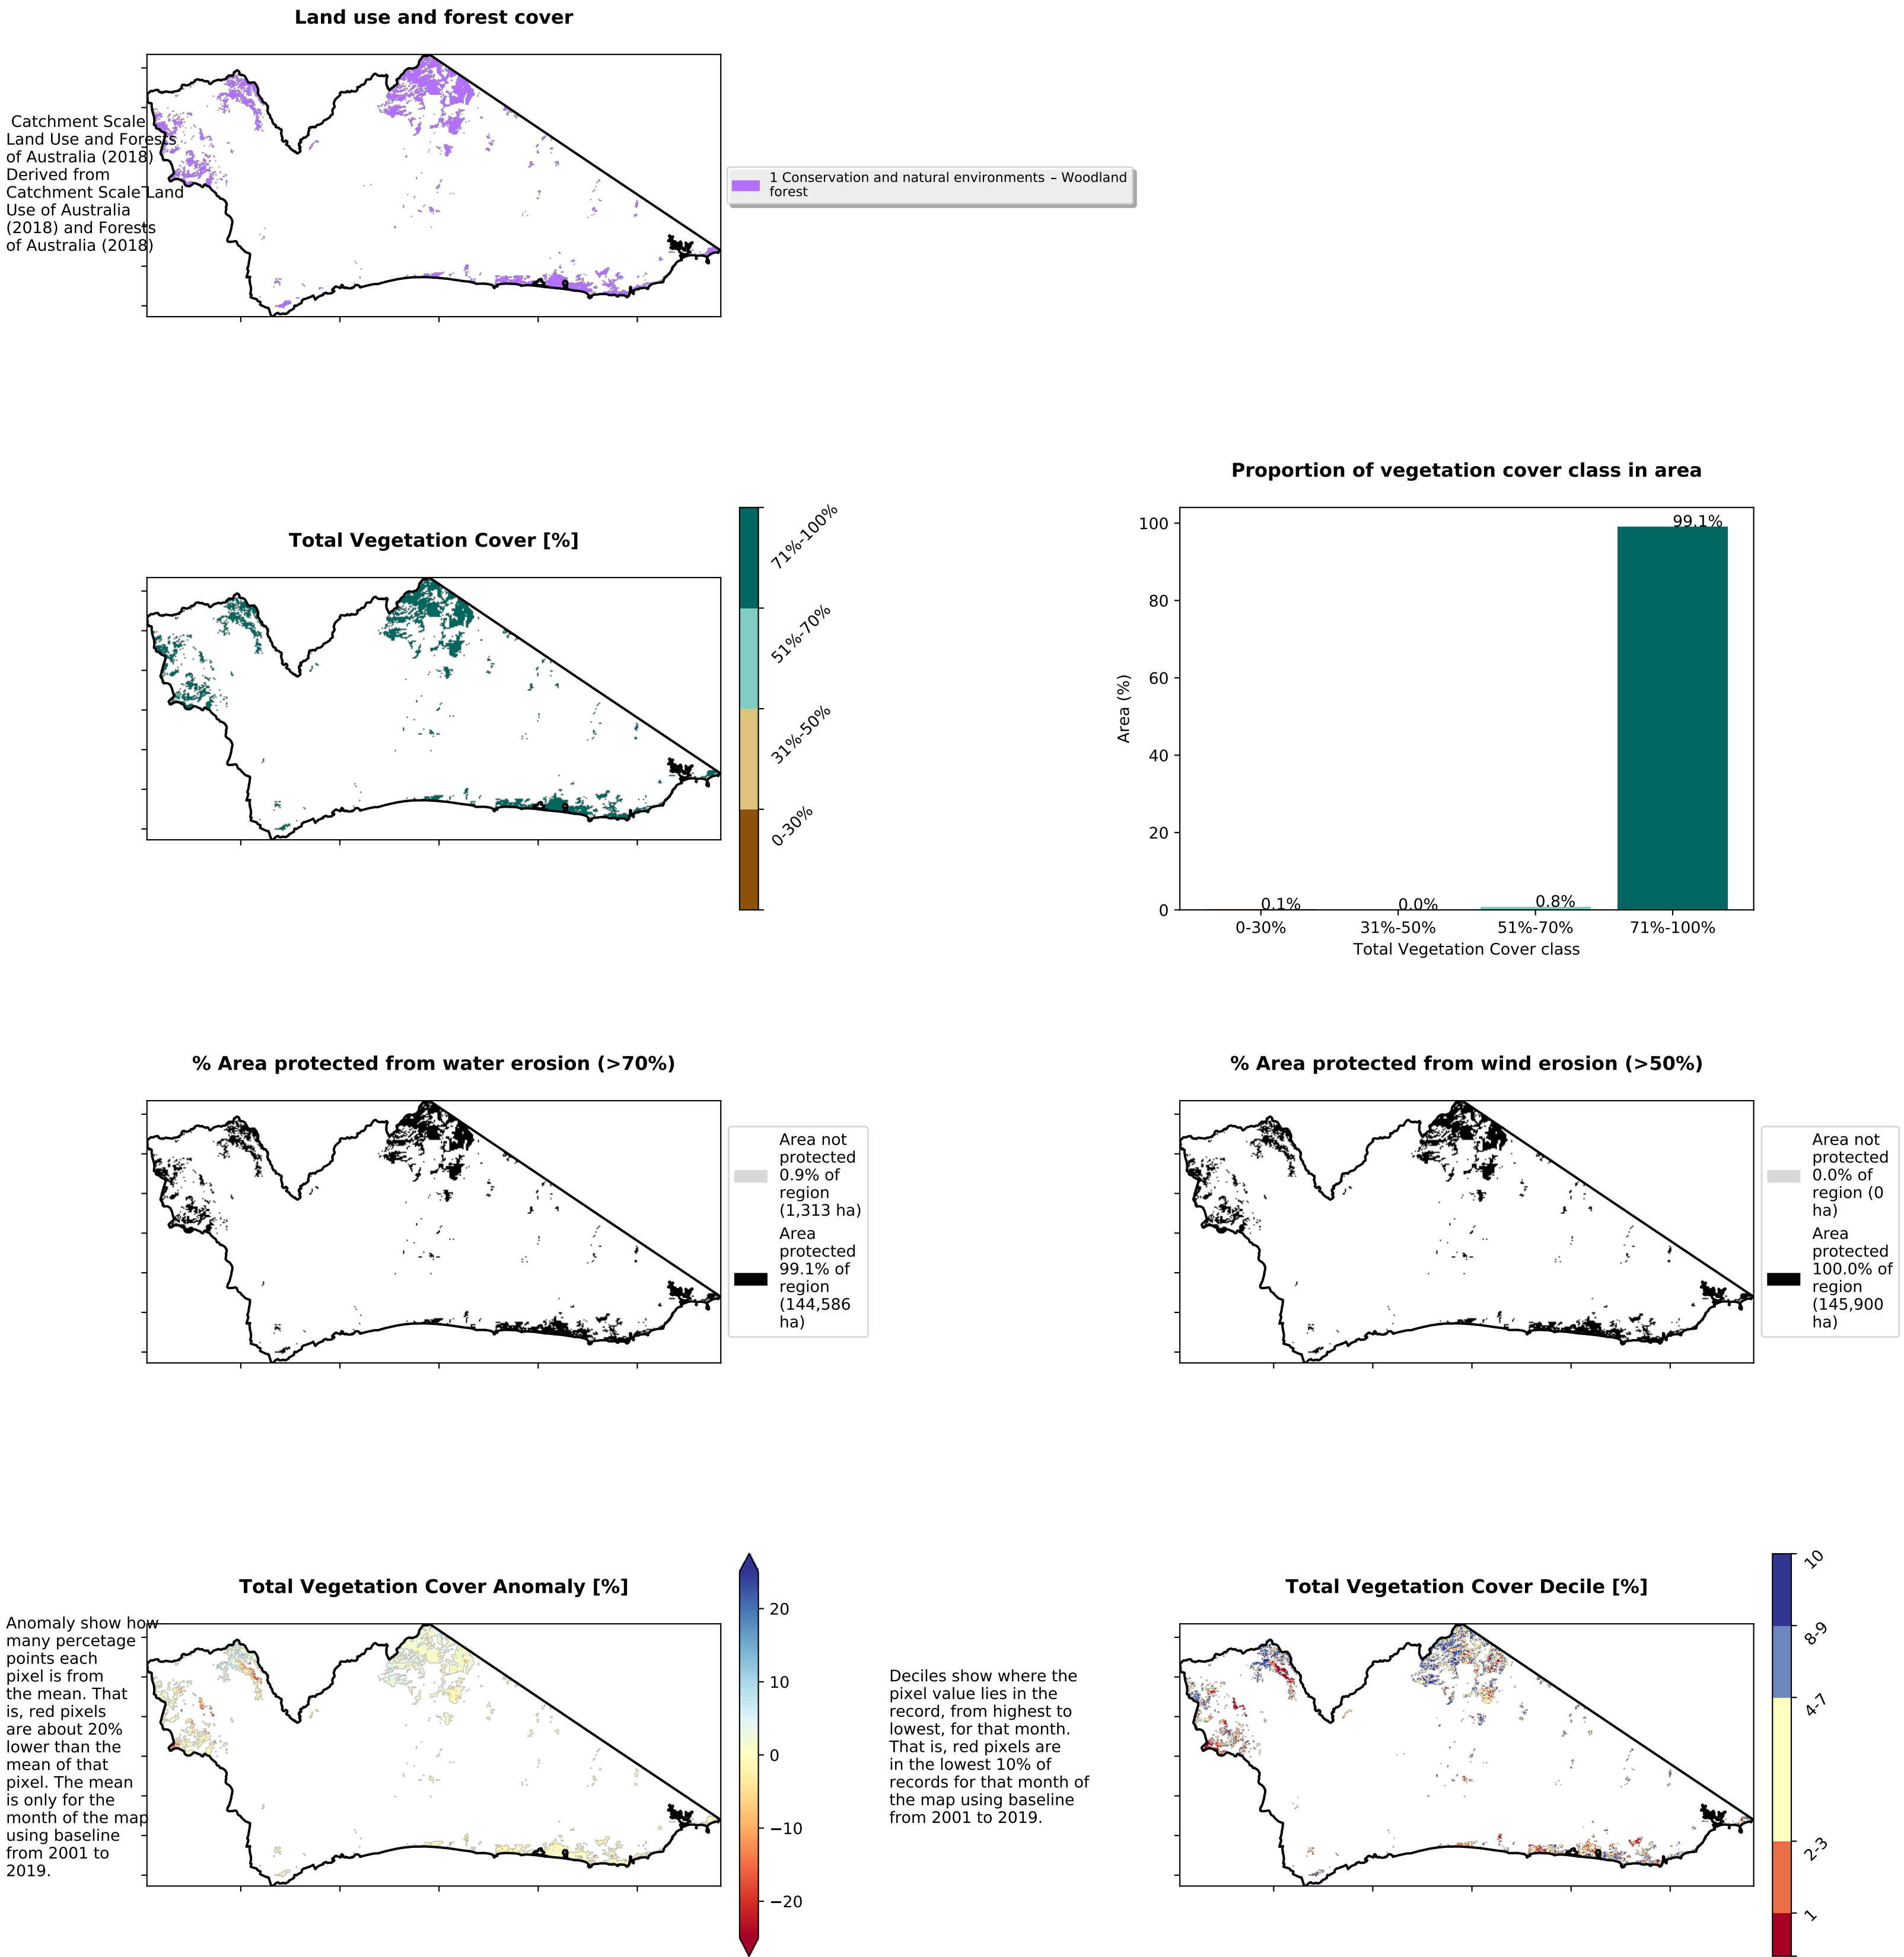 Land use and forest cover
Catchment Scale
Land Use and Forests
of Australia (2018)
Derived from
Catchment Scale Land
Use of Australia
(2018) and Forests
of Australia (2018)
1 Conservation and natural environments – Woodland
forest
Total Vegetation Cover [%]
71%-100%
51%-70%
31%-50%
0-30%
Proportion of vegetation cover class in area
100
80
60
40
20
0
Area (%)
0.1%
0.0%
0.8%
99.1%
0-30%
31%-50%
51%-70%
71%-100%
Total Vegetation Cover class
% Area protected from water erosion (>70%)
Area not
protected
0.9% of
region
(1,313 ha)
Area
protected
99.1% of
region
(144,586
ha)
% Area protected from wind erosion (>50%)
Area not
protected
0.0% of
region (0
ha)
Area
protected
100.0% of
region
(145,900
ha)
Total Vegetation Cover Anomaly [%]
Anomaly show how
many percetage
points each
pixel is from
the mean. That
is, red pixels
are about 20%
lower than the
mean of that
pixel. The mean
is only for the
month of the map
using baseline
from 2001 to
2019.
20
10
0
−10
−20
Total Vegetation Cover Decile [%]
Deciles show where the
pixel value lies in the
record, from highest to
lowest, for that month.
That is, red pixels are
in the lowest 10% of
records for that month of
the map using baseline
from 2001 to 2019.
10
8-9
4-7
2-3
1